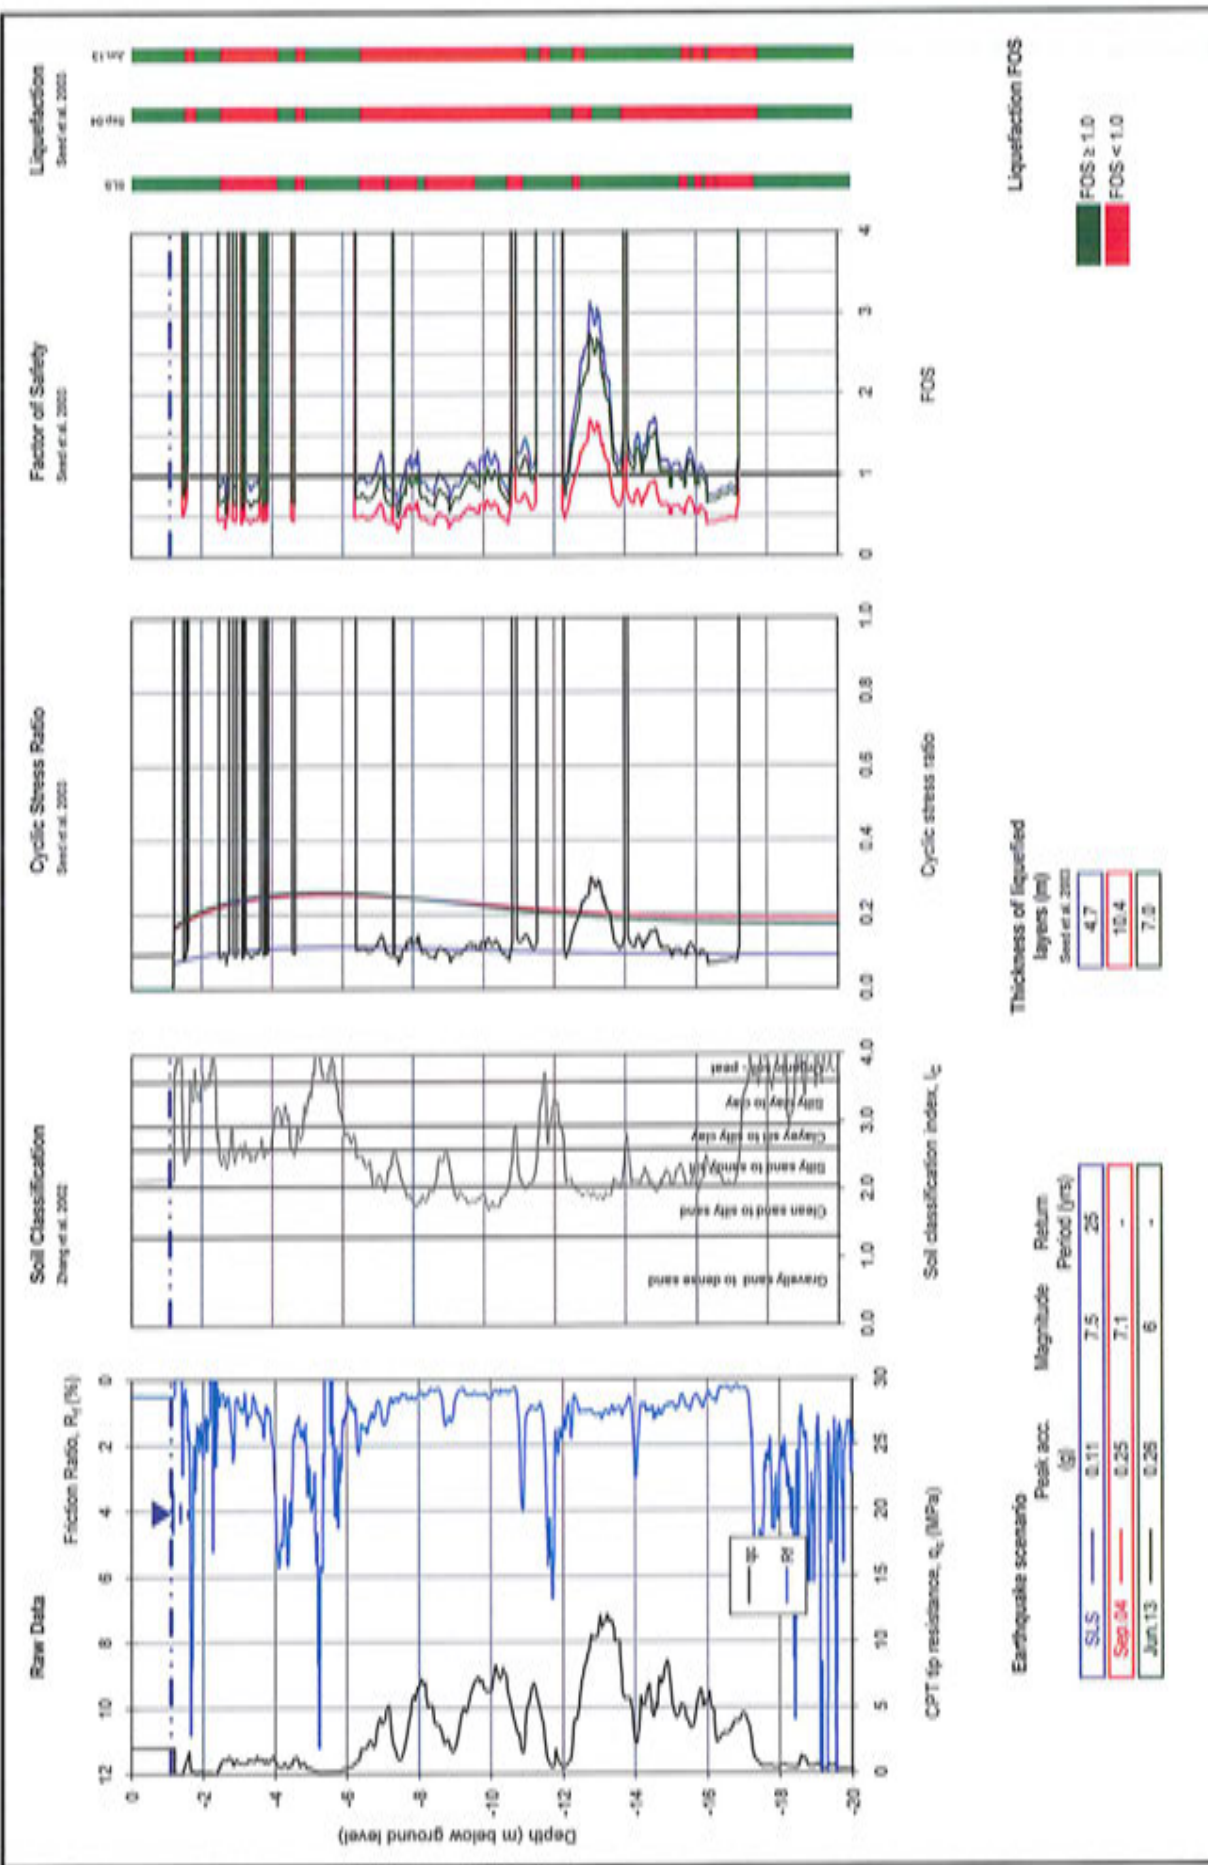 Raw Data
Friction Ratio, Rf (%)
12 10 8 6 4 2 0
0
-2
-4
-6
-8
-10
-12
-14
-16
-18
-20
Depth (m below ground level)
qc
Rf
0 5 10 15 20 25 30
CPT tip resistance, qc (MPa)
Soil Classification
Zhang et al. 2002
Gravelly sand to dense sand
Clean sand to silty sand
Silty sand to sandy silt
Clayey silt to silty clay
Silty clay to clay
Organic soil - peat
0.0 1.0 2.0 3.0 4.0
Soil classification index, IC
Cyclic Stress Ratio
Seed et al. 2003
0.0 0.2 0.4 0.6 0.8 1.0
Cyclic stress ratio
Factor of Safety
Seed et al. 2003
0 1 2 3 4
FOS
Liquefaction
Seed et al. 2003
SLS
Sep.04
Jun.13
Earthquake scenario
Peak acc. (g) Magnitude Return Period (yrs)
SLS 0.11 7.5 25
Sep.04 0.25 7.1 -
Jun.13 0.26 6 -
Thickness of liquefied
layers (m)
Seed et al. 2003
4.7
10.4
7.0
Liquefaction FOS
FOS ≥ 1.0
FOS < 1.0